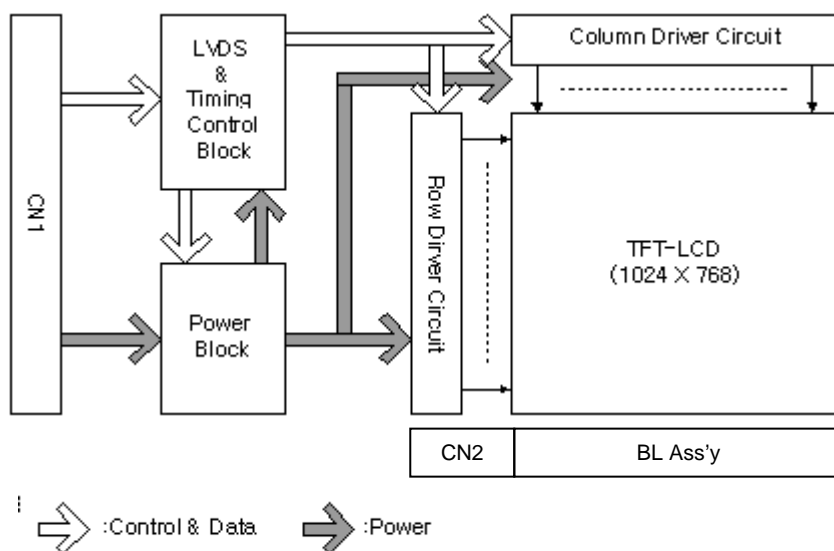 CN1
LVDS
&
Timing
Control
Block
Power
Block
Column Driver Circuit
Row Dirver Circuit
TFT-LCD
(1024 X 768)
CN2
BL Ass'y
:Control & Data
:Power